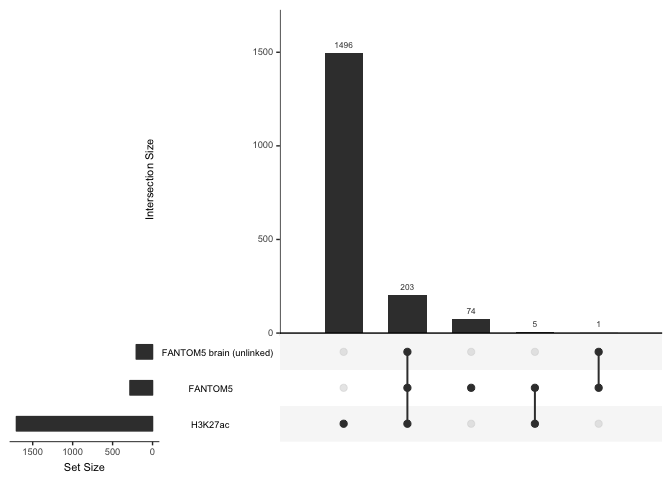 1496
1500
1000
Intersection Size
500
203
74
5
1
0
FANTOM5 brain (unlinked)
FANTOM5
H3K27ac
1500 1000 500 0
Set Size